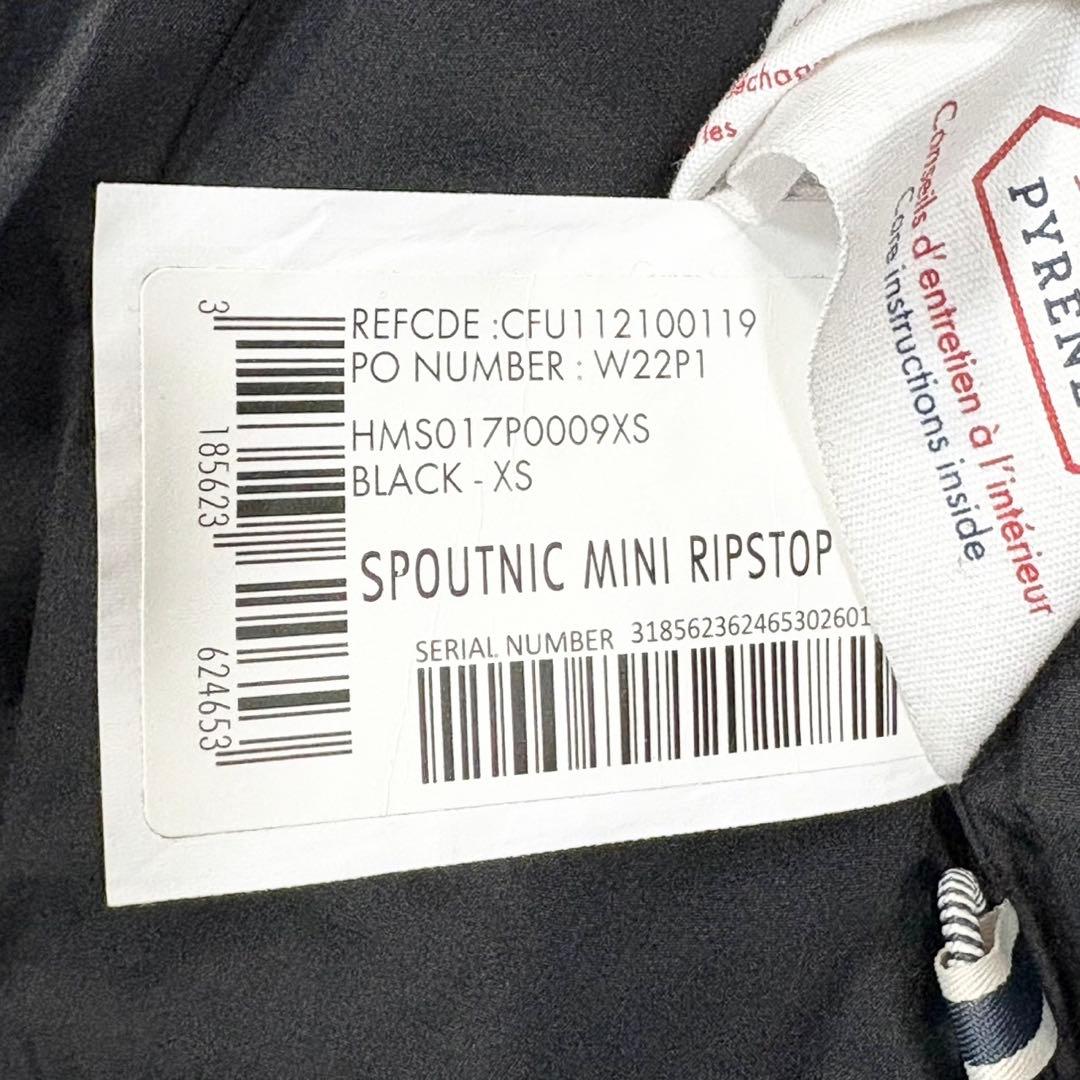 REFCDE :CFU112100119
PO NUMBER : W22P1
HMS017P0009XS
BLACK - XS
SPOUTNIC MINI RIPSTOP
SERIAL NUMBER 318562362465302601
3 185623 624653
Conseils d'entretien à l'intérieur
Care instructions inside
PYRENE